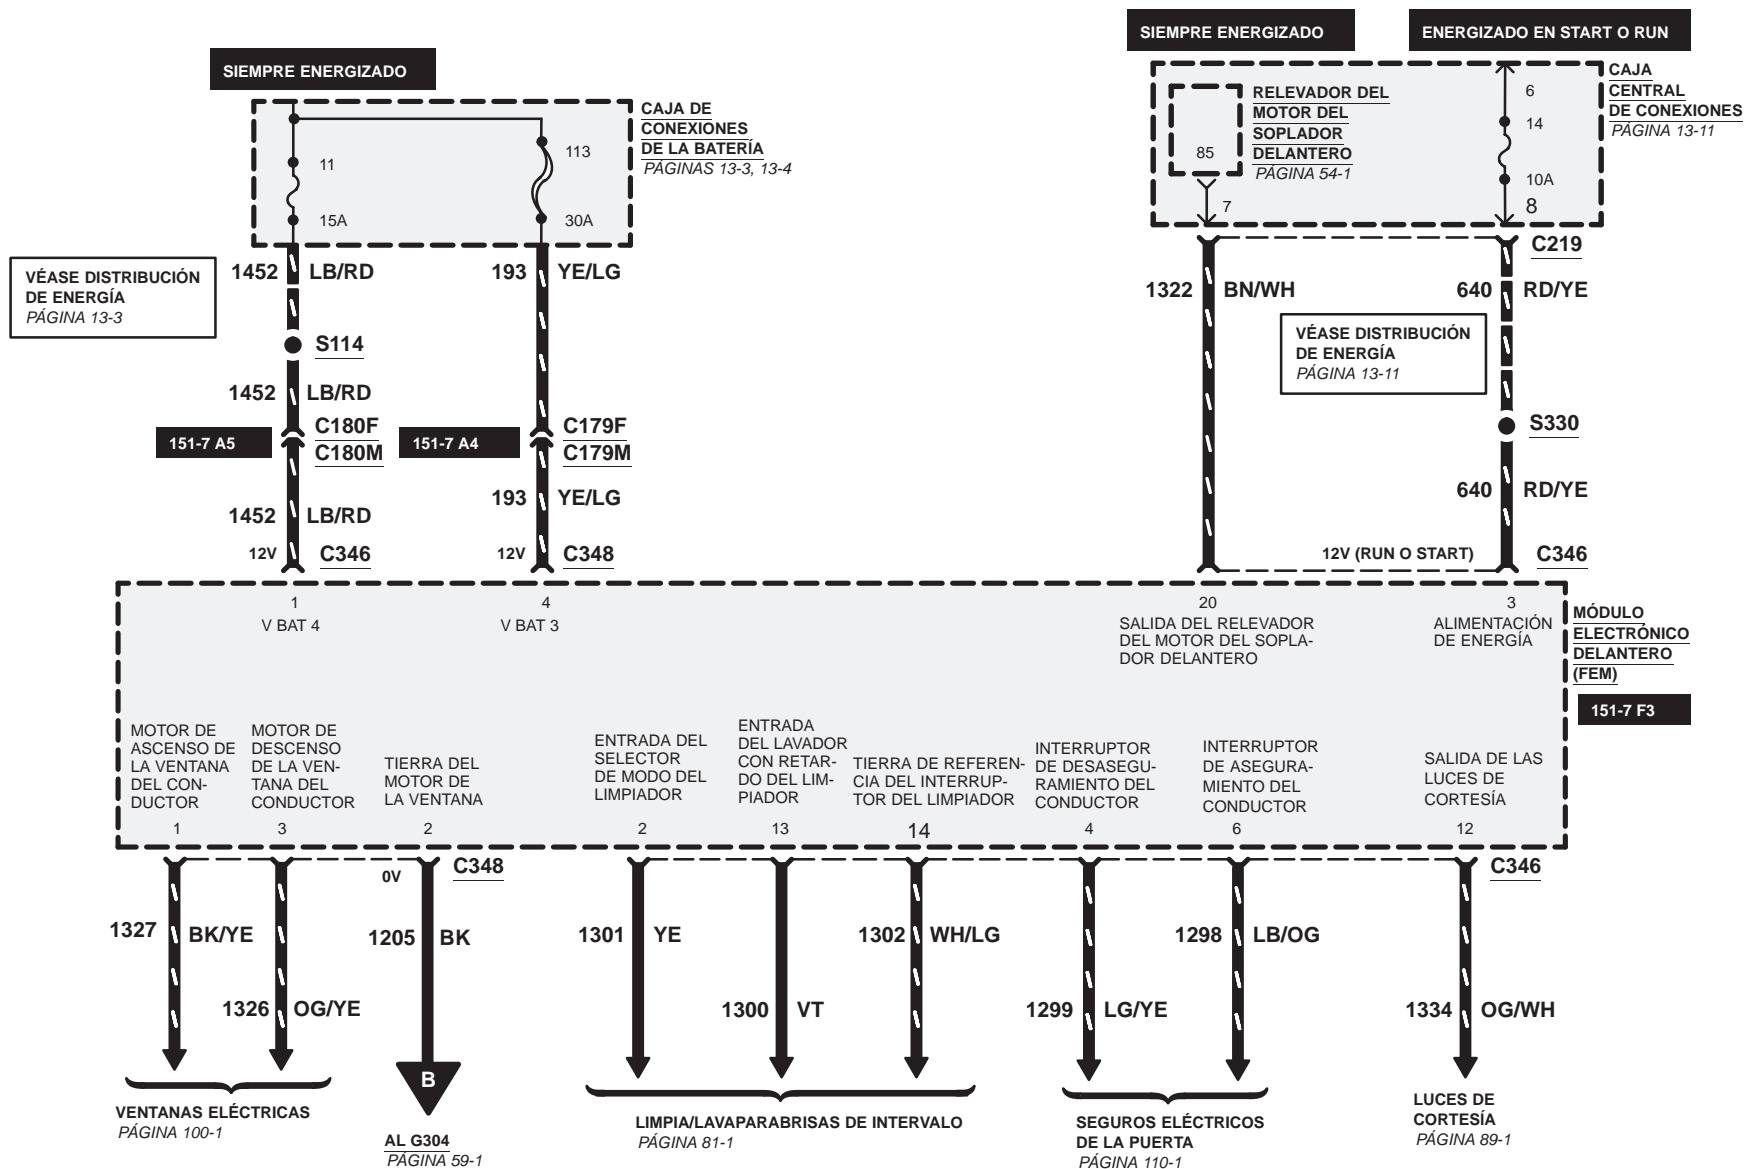 SIEMPRE ENERGIZADO
SIEMPRE ENERGIZADO
ENERGIZADO EN START O RUN
CAJA DE
CONEXIONES
DE LA BATERÍA
PÁGINAS 13-3, 13-4
11
15A
113
30A
RELEVADOR DEL
MOTOR DEL
SOPLADOR
DELANTERO
PÁGINA 54-1
85
7
6
14
10A
8
CAJA
CENTRAL
DE CONEXIONES
PÁGINA 13-11
C219
VÉASE DISTRIBUCIÓN
DE ENERGÍA
PÁGINA 13-3
1452 LB/RD
193 YE/LG
1322 BN/WH
640 RD/YE
VÉASE DISTRIBUCIÓN
DE ENERGÍA
PÁGINA 13-11
S114
1452 LB/RD
151-7 A5
C180F
C180M
151-7 A4
C179F
C179M
S330
193 YE/LG
640 RD/YE
1452 LB/RD
12V C346
12V C348
12V (RUN O START) C346
1
V BAT 4
4
V BAT 3
20
SALIDA DEL RELEVADOR
DEL MOTOR DEL SOPLA-
DOR DELANTERO
3
ALIMENTACIÓN
DE ENERGÍA
MÓDULO
ELECTRÓNICO
DELANTERO
(FEM)
151-7 F3
MOTOR DE
ASCENSO DE
LA VENTANA
DEL CON-
DUCTOR
1
MOTOR DE
DESCENSO
DE LA VEN-
TANA DEL
CONDUCTOR
3
TIERRA DEL
MOTOR DE
LA VENTANA
2
ENTRADA DEL
SELECTOR
DE MODO DEL
LIMPIADOR
2
ENTRADA
DEL LAVADOR
CON RETAR-
DO DEL LIM-
PIADOR
13
TIERRA DE REFEREN-
CIA DEL INTERRUP-
TOR DEL LIMPIADOR
14
INTERRUPTOR
DE DESASEGU-
RAMIENTO DEL
CONDUCTOR
4
INTERRUPTOR
DE ASEGURA-
MIENTO DEL
CONDUCTOR
6
SALIDA DE LAS
LUCES DE
CORTESÍA
12
0V C348
C346
1327 BK/YE
1205 BK
1301 YE
1302 WH/LG
1298 LB/OG
1326 OG/YE
1300 VT
1299 LG/YE
1334 OG/WH
B
VENTANAS ELÉCTRICAS
PÁGINA 100-1
AL G304
PÁGINA 59-1
LIMPIA/LAVAPARABRISAS DE INTERVALO
PÁGINA 81-1
SEGUROS ELÉCTRICOS
DE LA PUERTA
PÁGINA 110-1
LUCES DE
CORTESÍA
PÁGINA 89-1